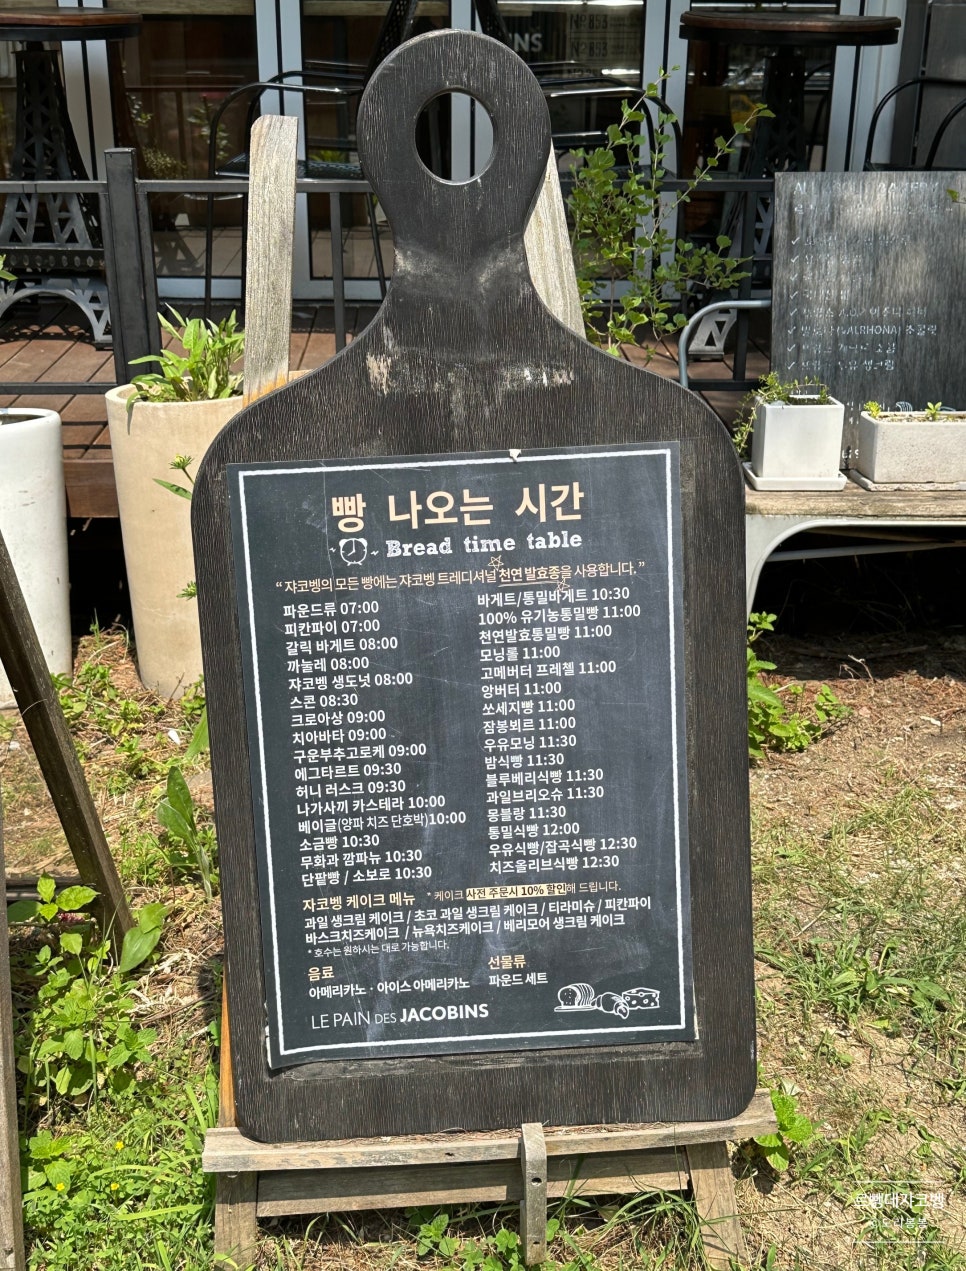 빵 나오는 시간
Bread time table
“ 쟈코벵의 모든 빵에는 쟈코벵 트레디셔널 천연 발효종을 사용합니다. ”
파운드류 07:00
피칸파이 07:00
갈릭 바게트 08:00
까눌레 08:00
쟈코벵 생도넛 08:00
스콘 08:30
크로아상 09:00
치아바타 09:00
구운부추고로케 09:00
에그타르트 09:30
허니 러스크 09:30
나가사끼 카스테라 10:00
베이글(양파 치즈 단호박)10:00
소금빵 10:30
무화과 깜파뉴 10:30
단팥빵 / 소보로 10:30
바게트/통밀바게트 10:30
100% 유기농통밀빵 11:00
천연발효통밀빵 11:00
모닝롤 11:00
고메버터 프레첼 11:00
앙버터 11:00
쏘세지빵 11:00
잠봉뵈르 11:00
우유모닝 11:30
밤식빵 11:30
블루베리식빵 11:30
과일브리오슈 11:30
몽블랑 11:30
통밀식빵 12:00
우유식빵/잡곡식빵 12:30
치즈올리브식빵 12:30
쟈코벵 케이크 메뉴 * 케이크 사전 주문시 10% 할인해 드립니다.
과일 생크림 케이크 / 초코 과일 생크림 케이크 / 티라미슈 / 피칸파이
바스크치즈케이크 / 뉴욕치즈케이크 / 베리모어 생크림 케이크
* 호수는 원하시는 대로 가능합니다.
음료
아메리카노 · 아이스 아메리카노
선물류
파운드 세트
LE PAIN DES JACOBINS